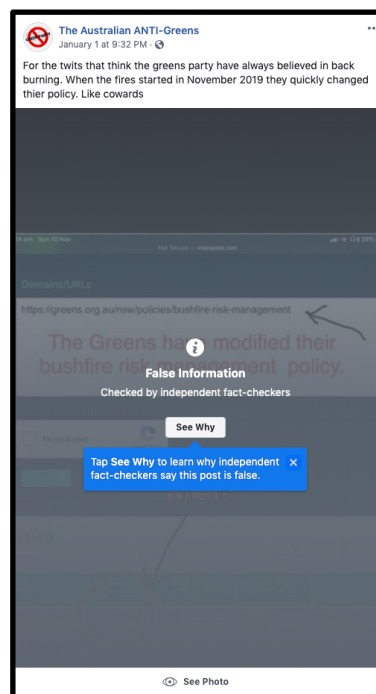 The Australian ANTI-Greens
January 1 at 9:32 PM ·
For the twits that think the greens party have always believed in back
burning. When the fires started in November 2019 they quickly changed
thier policy. Like cowards
pm Sun 10 Nov
Not Secure — visiospark.com
28%
Domains/URLs:
https://greens.org.au/nsw/policies/bushfire-risk-management
The Greens have modified their
bushfire risk management policy.
False Information
Checked by independent fact-checkers
See Why
Tap See Why to learn why independent
fact-checkers say this post is false.
See Photo